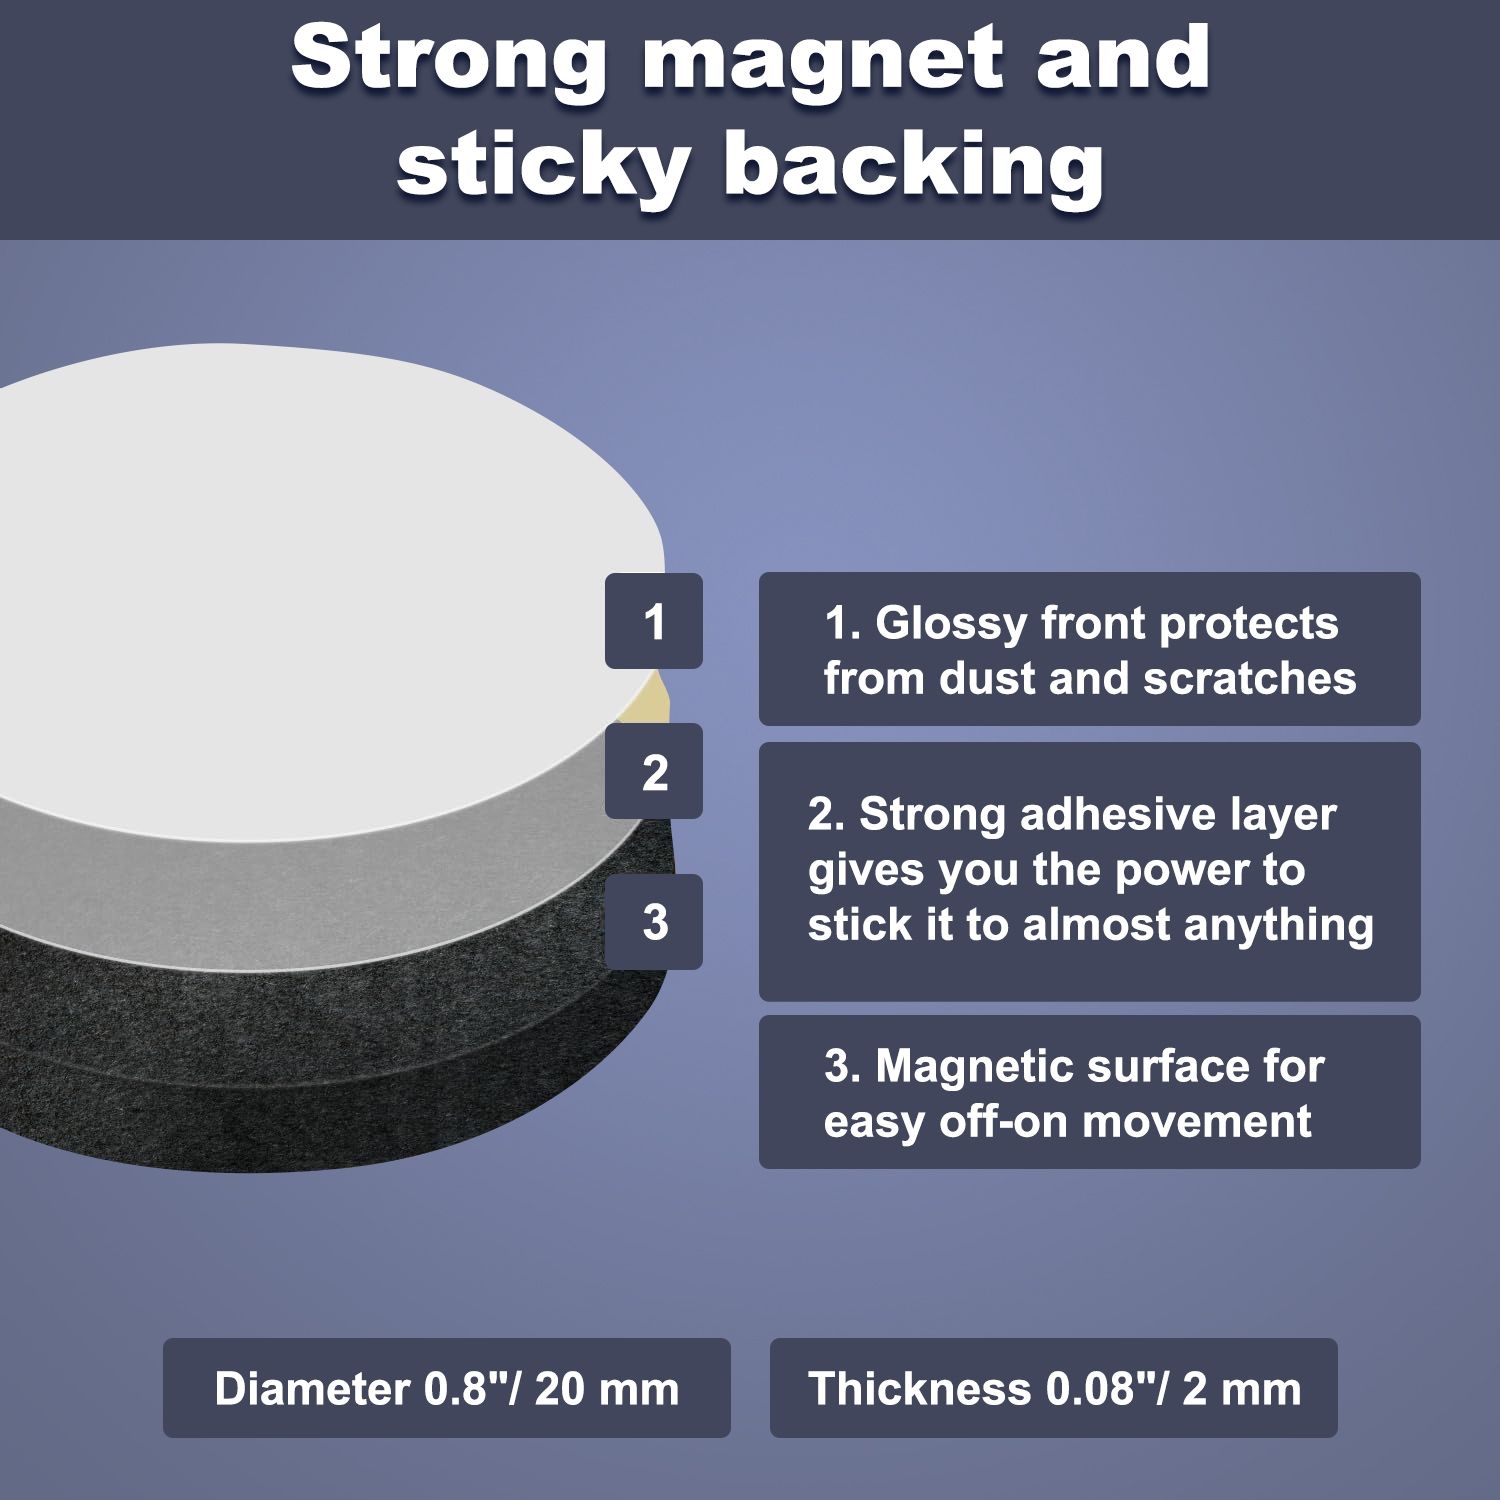 Strong magnet and
sticky backing
1
1. Glossy front protects
from dust and scratches
2
2. Strong adhesive layer
gives you the power to
stick it to almost anything
3
3. Magnetic surface for
easy off-on movement
Diameter 0.8"/ 20 mm
Thickness 0.08"/ 2 mm